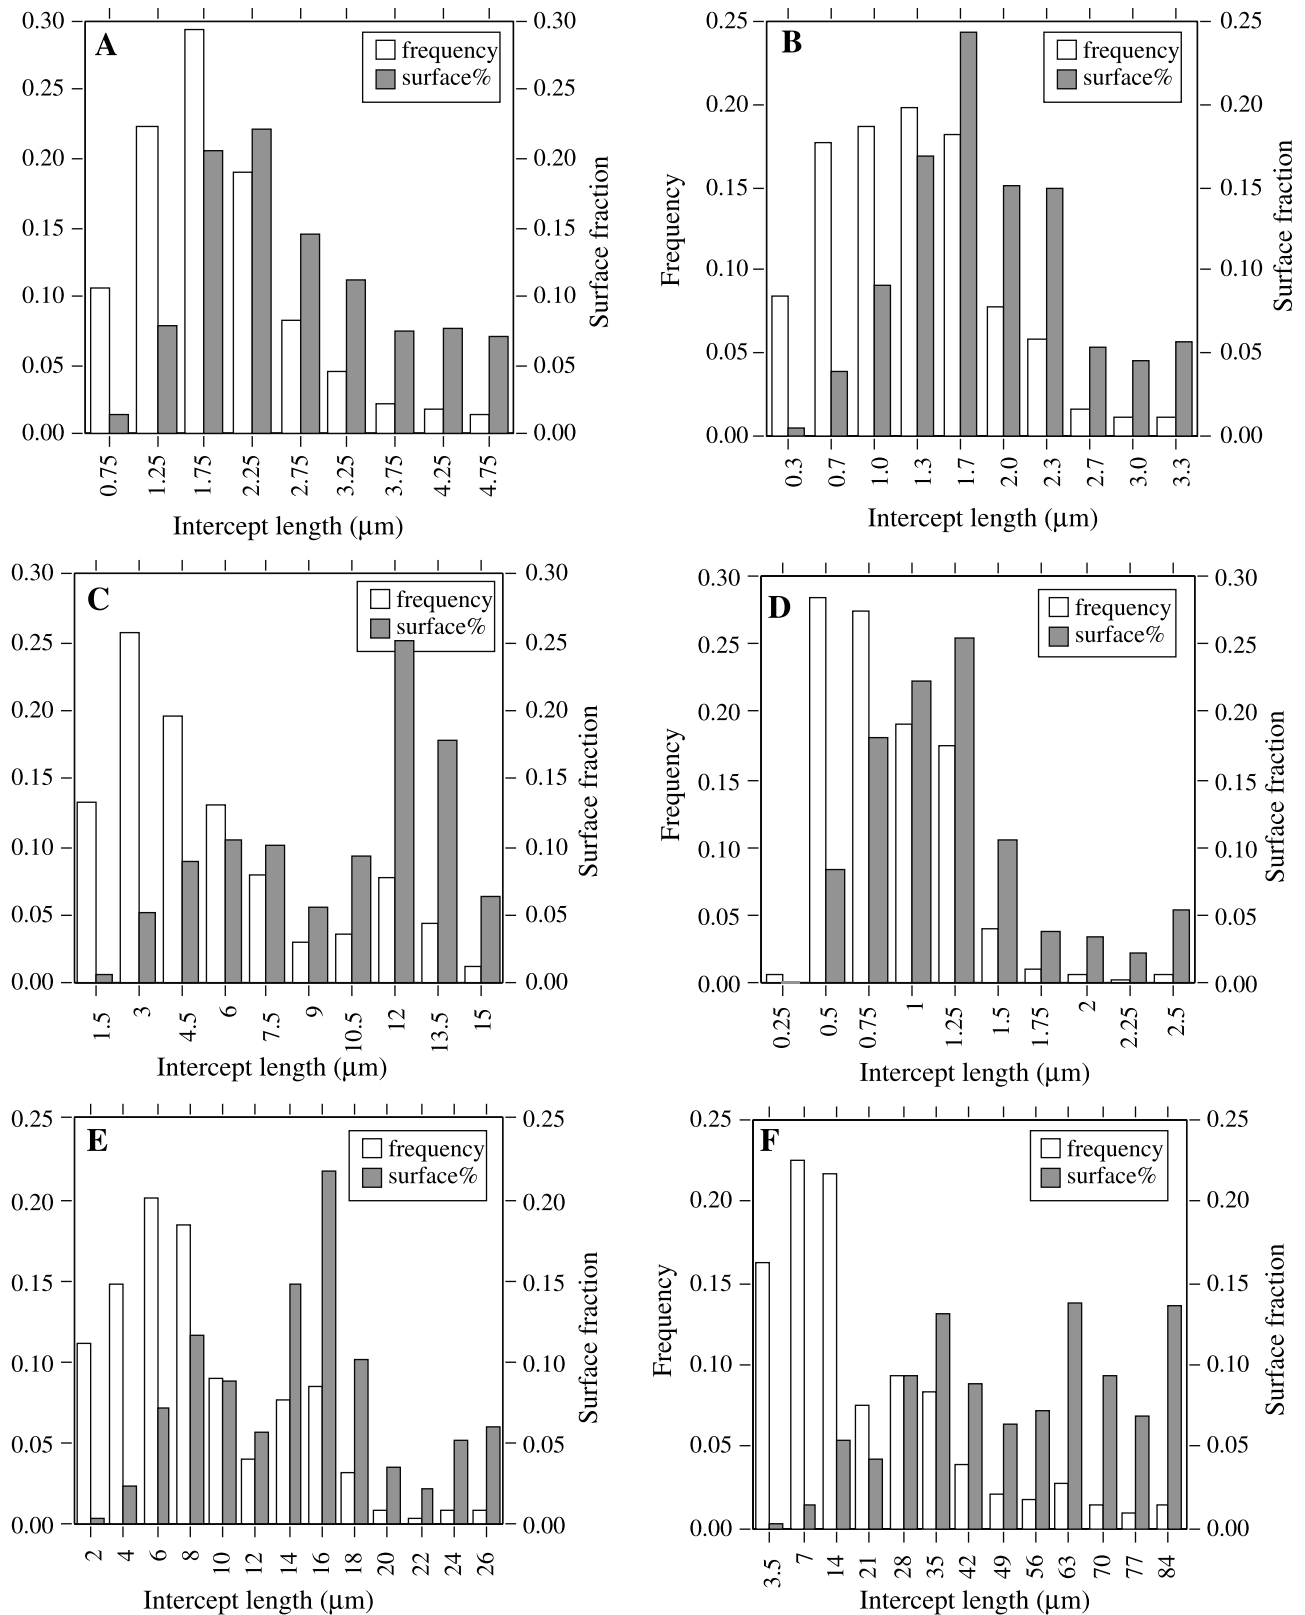 A
frequency
surface%
0.30
0.25
0.20
0.15
0.10
0.05
0.00
0.30
0.25
0.20
0.15
0.10
0.05
0.00
Surface fraction
0.75 1.25 1.75 2.25 2.75 3.25 3.75 4.25 4.75
Intercept length (µm)
B
frequency
surface%
Frequency
0.25
0.20
0.15
0.10
0.05
0.00
0.25
0.20
0.15
0.10
0.05
0.00
Surface fraction
0.3 0.7 1.0 1.3 1.7 2.0 2.3 2.7 3.0 3.3
Intercept length (µm)
C
frequency
surface%
0.30
0.25
0.20
0.15
0.10
0.05
0.00
0.30
0.25
0.20
0.15
0.10
0.05
0.00
Surface fraction
1.5 3 4.5 6 7.5 9 10.5 12 13.5 15
Intercept length (µm)
D
frequency
surface%
Frequency
0.30
0.25
0.20
0.15
0.10
0.05
0.00
0.30
0.25
0.20
0.15
0.10
0.05
0.00
Surface fraction
0.25 0.5 0.75 1 1.25 1.5 1.75 2 2.25 2.5
Intercept length (µm)
E
frequency
surface%
0.25
0.20
0.15
0.10
0.05
0.00
0.25
0.20
0.15
0.10
0.05
0.00
Surface fraction
2 4 6 8 10 12 14 16 18 20 22 24 26
Intercept length (µm)
F
frequency
surface%
Frequency
0.25
0.20
0.15
0.10
0.05
0.00
0.25
0.20
0.15
0.10
0.05
0.00
Surface fraction
3.5 7 14 21 28 35 42 49 56 63 70 77 84
Intercept length (µm)